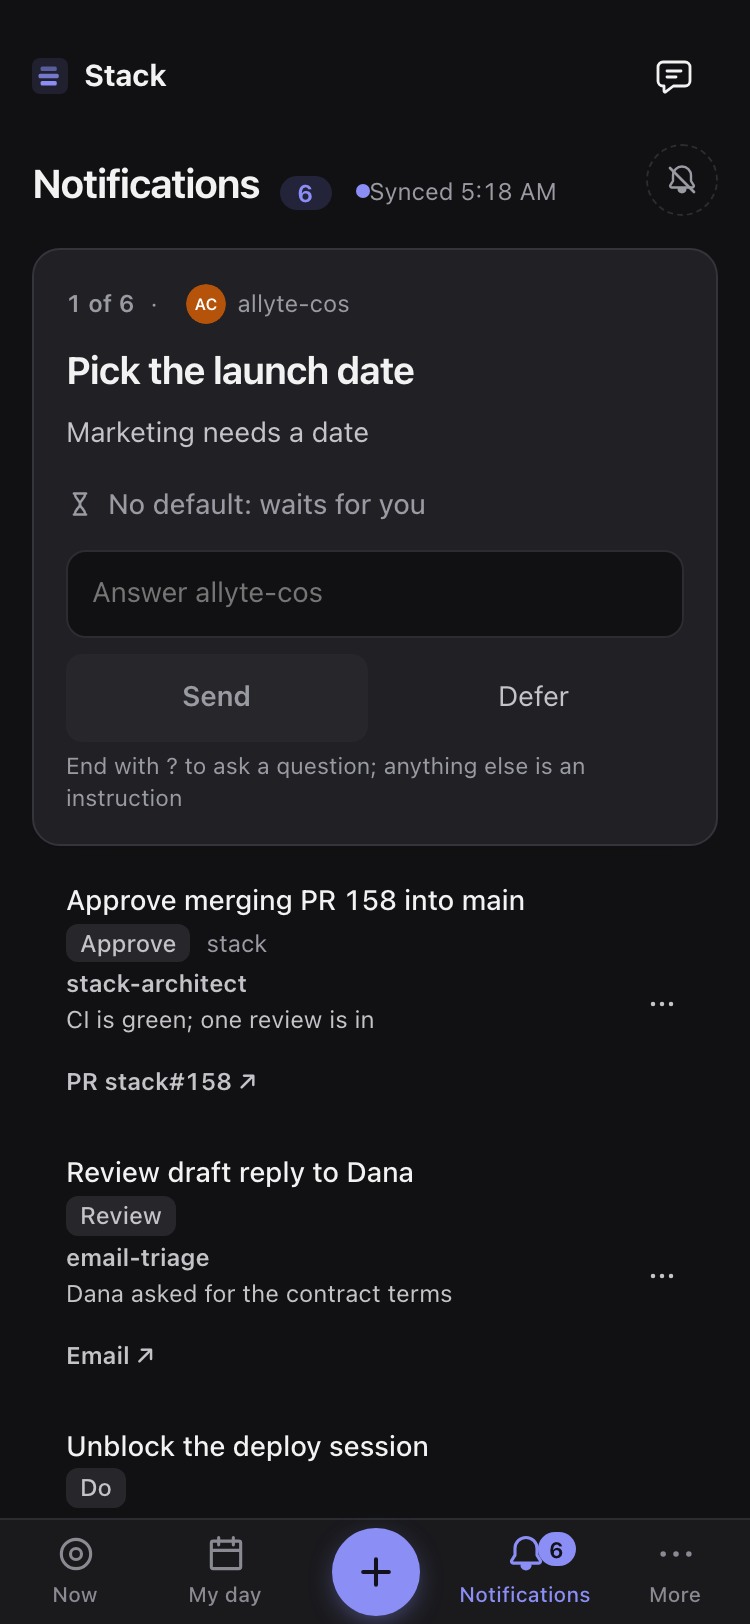 Stack
Notifications 6 Synced 5:18 AM
1 of 6 · AC allyte-cos
Pick the launch date
Marketing needs a date
No default: waits for you
Answer allyte-cos
Send Defer
End with ? to ask a question; anything else is an
instruction
Approve merging PR 158 into main
Approve stack
stack-architect
CI is green; one review is in
PR stack#158 ↗
Review draft reply to Dana
Review
email-triage
Dana asked for the contract terms
Email ↗
Unblock the deploy session
Do
6
Now My day Notifications More